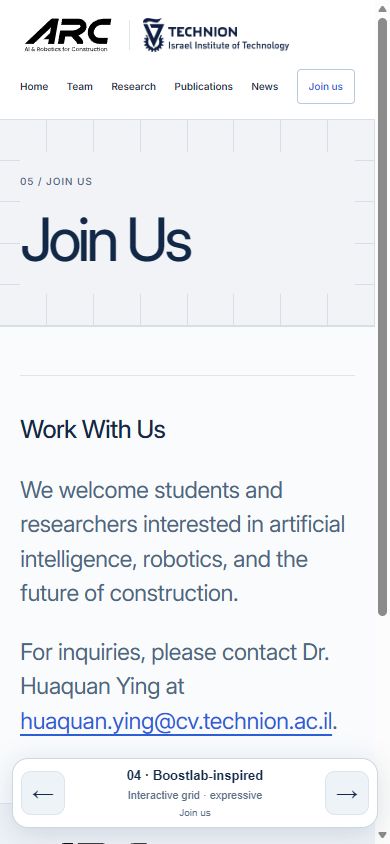 ARC
AI & Robotics for Construction
TECHNION
Israel Institute of Technology
Home Team Research Publications News Join us
05 / JOIN US
Join Us
Work With Us
We welcome students and
researchers interested in artificial
intelligence, robotics, and the
future of construction.
For inquiries, please contact Dr.
Huaquan Ying at
huaquan.ying@cv.technion.ac.il.
←
04 · Boostlab-inspired
Interactive grid · expressive
Join us
→